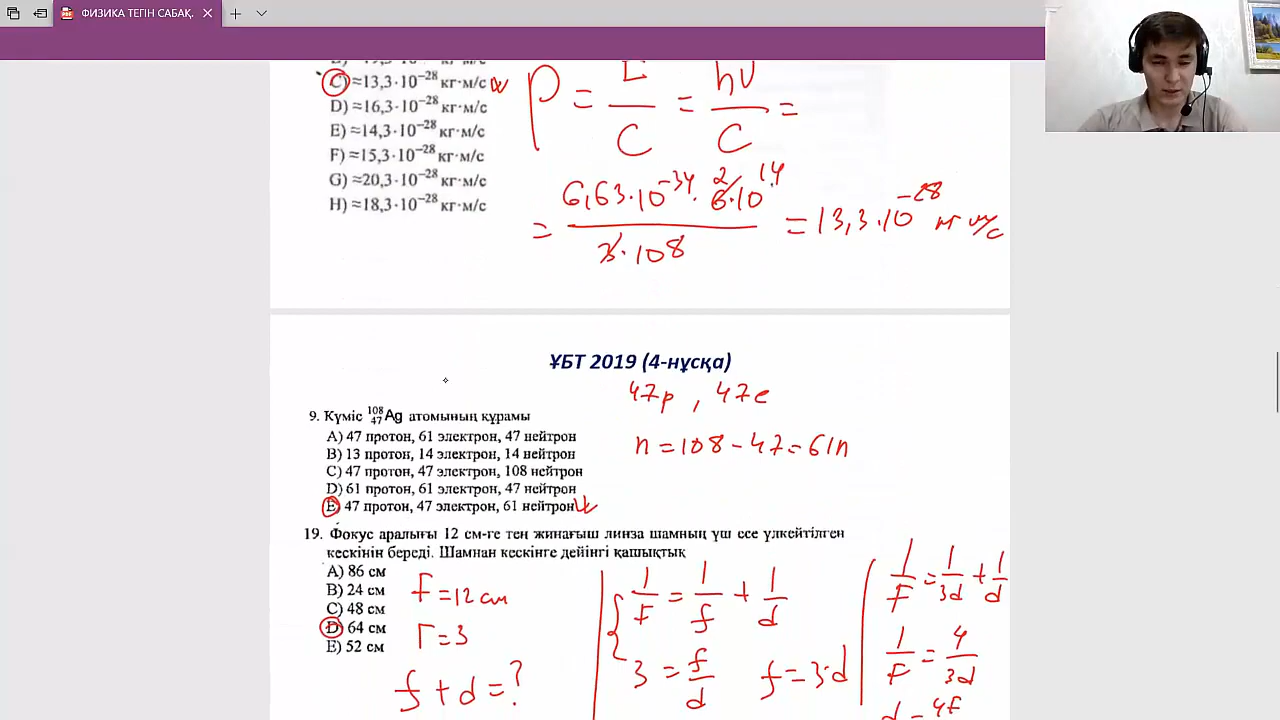 ФИЗИКА ТЕГІН САБАҚ.
C) ≈13,3·10⁻²⁸ кг·м/с
D) ≈16,3·10⁻²⁸ кг·м/с
E) ≈14,3·10⁻²⁸ кг·м/с
F) ≈15,3·10⁻²⁸ кг·м/с
G) ≈20,3·10⁻²⁸ кг·м/с
H) ≈18,3·10⁻²⁸ кг·м/с
P = E/C = hν/C =
= 6,63·10⁻³⁴·6·10¹⁴ / 3·10⁸ = 13,3·10⁻²⁸ кг м/с
ҰБТ 2019 (4-нұсқа)
47p, 47e
n = 108 - 47 = 61n
9. Күміс ¹⁰⁸₄₇Ag атомының құрамы
A) 47 протон, 61 электрон, 47 нейтрон
B) 13 протон, 14 электрон, 14 нейтрон
C) 47 протон, 47 электрон, 108 нейтрон
D) 61 протон, 61 электрон, 47 нейтрон
E) 47 протон, 47 электрон, 61 нейтрон
19. Фокус аралығы 12 см-ге тең жинағыш линза шамның үш есе үлкейтілген
кескінін береді. Шамнан кескінге дейінгі қашықтық
A) 86 см
B) 24 см
C) 48 см
D) 64 см
E) 52 см
F = 12 см
Г = 3
f + d = ?
1/F = 1/f + 1/d
3 = f/d f = 3·d
1/F = 1/3d + 1/d
1/F = 4/3d